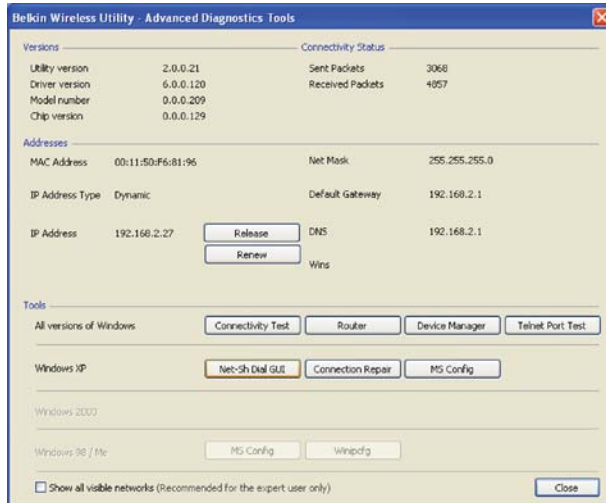 Belkin Wireless Utility - Advanced Diagnostics Tools
Versions
Utility version 2.0.0.21
Driver version 6.0.0.120
Model number 0.0.0.209
Chip version 0.0.0.129
Connectivity Status
Sent Packets 3068
Received Packets 4857
Addresses
MAC Address 00:11:50:F6:81:96
Net Mask 255.255.255.0
IP Address Type Dynamic
Default Gateway 192.168.2.1
IP Address 192.168.2.27
Release
Renew
DNS 192.168.2.1
Wins
Tools
All versions of Windows Connectivity Test Router Device Manager Telnet Port Test
Windows XP Net-Sh Dial GUI Connection Repair MS Config
Windows 2000
Windows 98 / Me MS Config Winipcfg
Show all visible networks (Recommended for the expert user only) Close